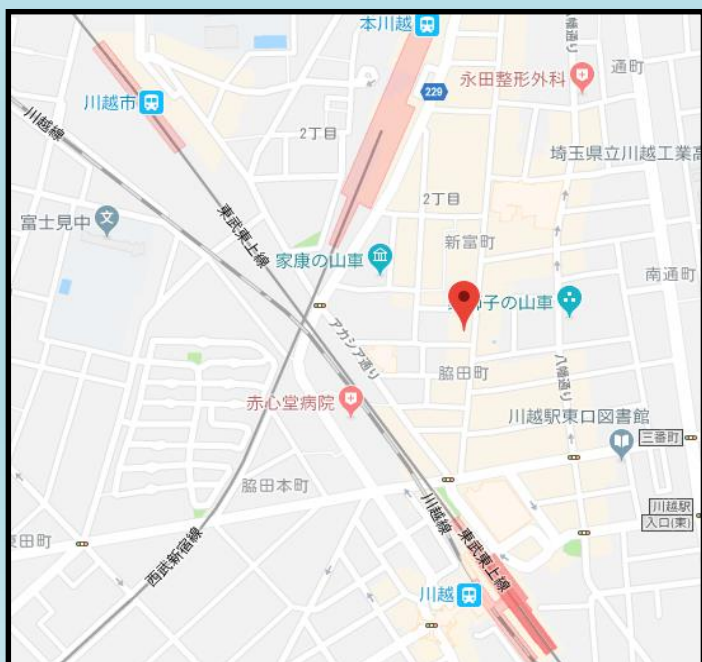 本川越
川越市
229
永田整形外科
八幡通り
通町
川越線
2丁目
埼玉県立川越工業高
2丁目
東武東上線
富士見中
新富町
家康の山車
南通町
子の山車
アカシア通り
脇田町
八幡通り
赤心堂病院
川越駅東口図書館
三番町
脇田本町
川越線
川越駅
入口(東)
田町
西武新宿線
東武東上線
川越